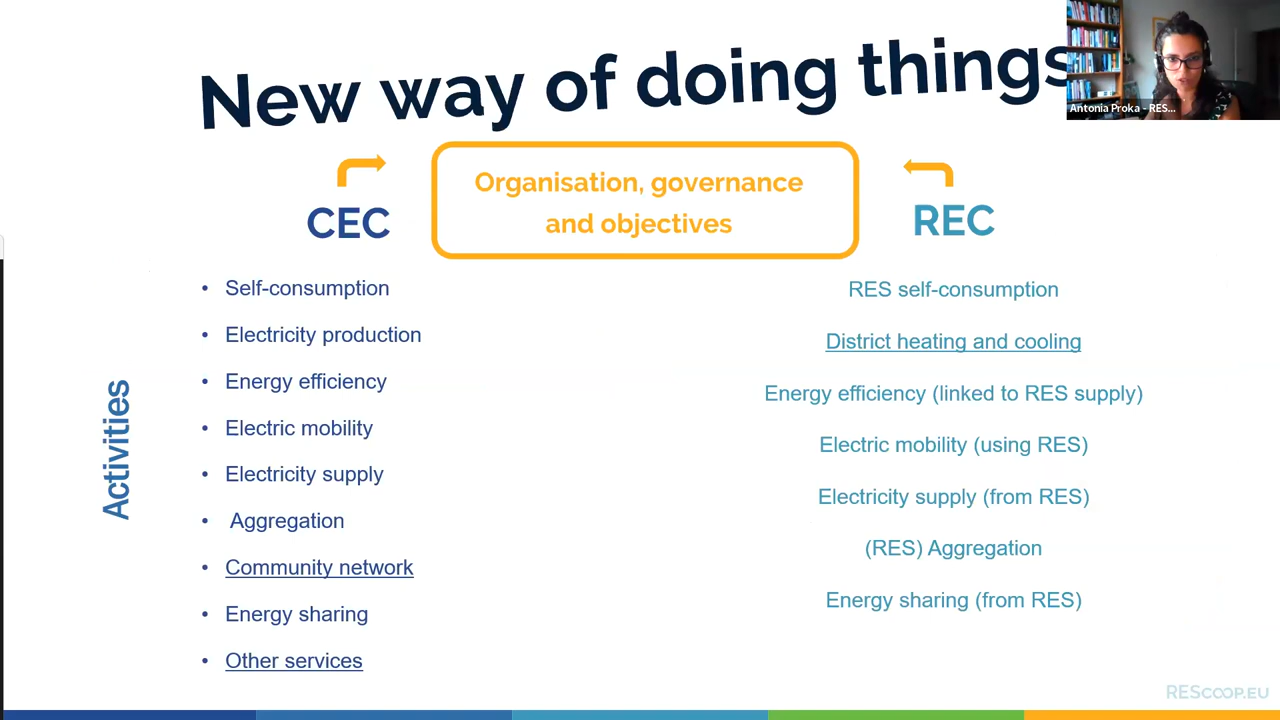 New way of doing things
Antonia Proka - RES...
Organisation, governance
and objectives
CEC
REC
Activities
• Self-consumption
• Electricity production
• Energy efficiency
• Electric mobility
• Electricity supply
• Aggregation
• Community network
• Energy sharing
• Other services
RES self-consumption
District heating and cooling
Energy efficiency (linked to RES supply)
Electric mobility (using RES)
Electricity supply (from RES)
(RES) Aggregation
Energy sharing (from RES)
REScoop.EU